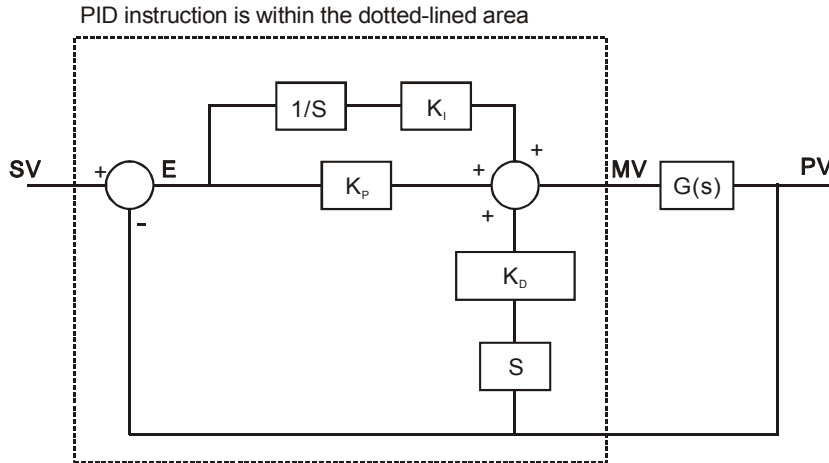 PID instruction is within the dotted-lined area
1/S
K_I
+
SV
+
E
+
K_P
+
MV
G(s)
PV
-
K_D
S